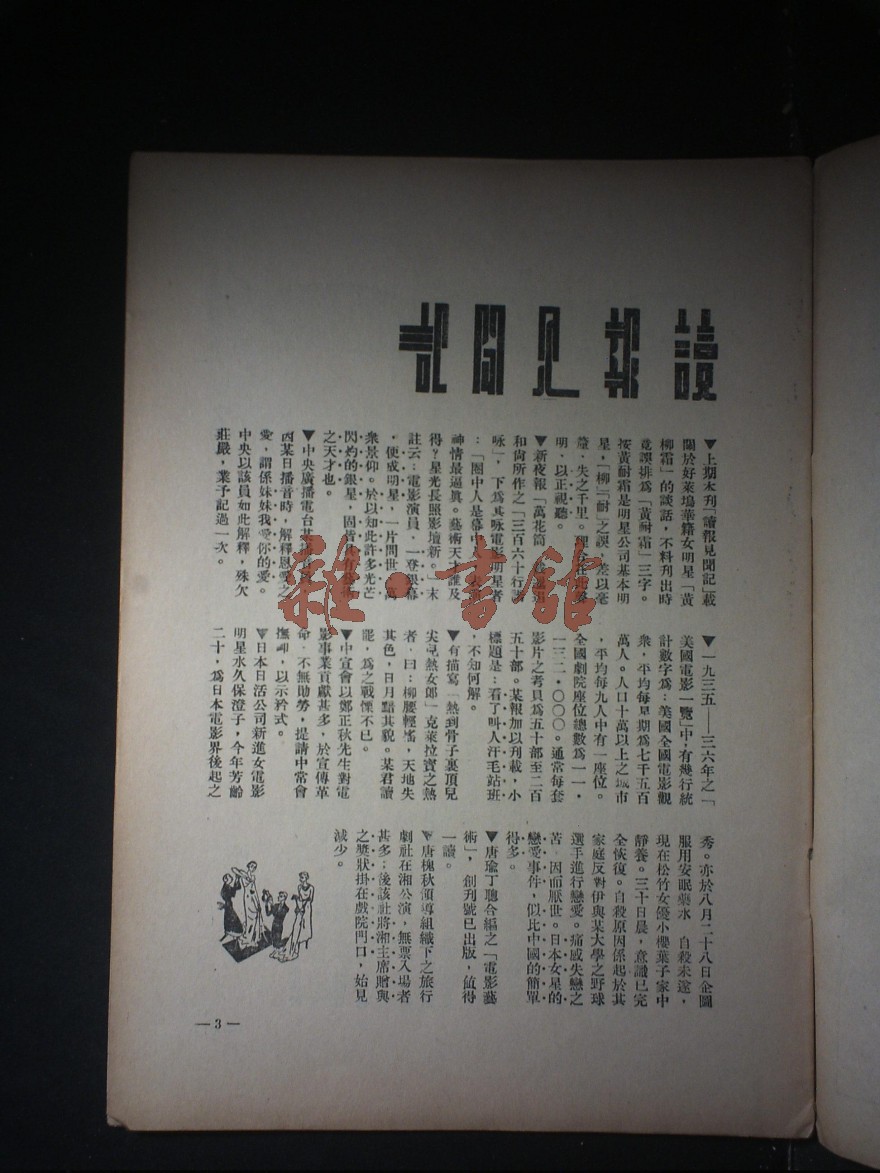 讀報見聞記
▼上期本刊「讀報見聞記」載
關於好萊塢華籍女明星「黃
柳霜」的談話，不料刊出時
竟誤排爲「黃耐霜」三字。
按黃耐霜是明星公司基本明
星，「柳」「耐」之誤，差以毫
釐，失之千里。
明，以正視聽。
▼新夜報「萬花筒」
和尙所作之「三百六十行
咏」，下爲其咏電影明星者
：「圈中人是幕中人，
神情最逼眞。藝術天才誰及
得？星光長照影壇新。」末
註云：電影演員，一登銀幕
，便成明星，一片問世，萬
衆景仰。於以知此許多光芒
閃灼的銀星，固皆
之天才也。
▼中央廣播電台某
因某日播音時，解釋恩愛之
愛，謂係妹妹我愛你的愛。
中央以該員如此解釋，殊欠
莊嚴，業予記過一次。
▼一九三五——三六年之「
美國電影一覽」中有幾行統
計數字爲：美國全國電影觀
衆，平均每星期爲七千五百
萬人。人口十萬以上之城市
，平均每九人中有一座位。
全國劇院座位總數爲一一，
一三二，〇〇〇。通常每套
影片之考貝爲五十部至二百
五十部。某報加以刊載，小
標題是：看了叫人汗毛站班
，不知何解。
▼有描寫「熱到骨子裏頂兒
尖兒熱女郎」克萊拉寶之熱
者，曰：柳腰輕搖，天地失
其色，日月黯其貌。某君讀
罷，爲之戰慄不已。
▼中宣會以鄭正秋先生對電
影事業貢獻甚多，於宣傳革
命，不無助勞，提請中常會
撫卹，以示矜式。
▼日本日活公司新進女電影
明星水久保澄子，今年芳齡
二十，爲日本電影界後起之
秀。亦於八月二十八日企圖
服用安眠藥水，自殺未遂，
現在松竹女優小櫻葉子家中
靜養。三十日晨，意識已完
全恢復。自殺原因係起於其
家庭反對伊與某大學之野球
選手進行戀愛。痛感失戀之
苦，因而厭世。日本女星的
戀愛事件，似比中國的簡單
得多。
▼唐瑜丁聰合編之「電影藝
術」，創刊號已出版，値得
一讀。
▼唐槐秋領導組織下之旅行
劇社在湘公演，無票入場者
甚多；後該社將湘主席贈與
之獎狀掛在戲院門口，始見
減少。
—3—
雜·書館